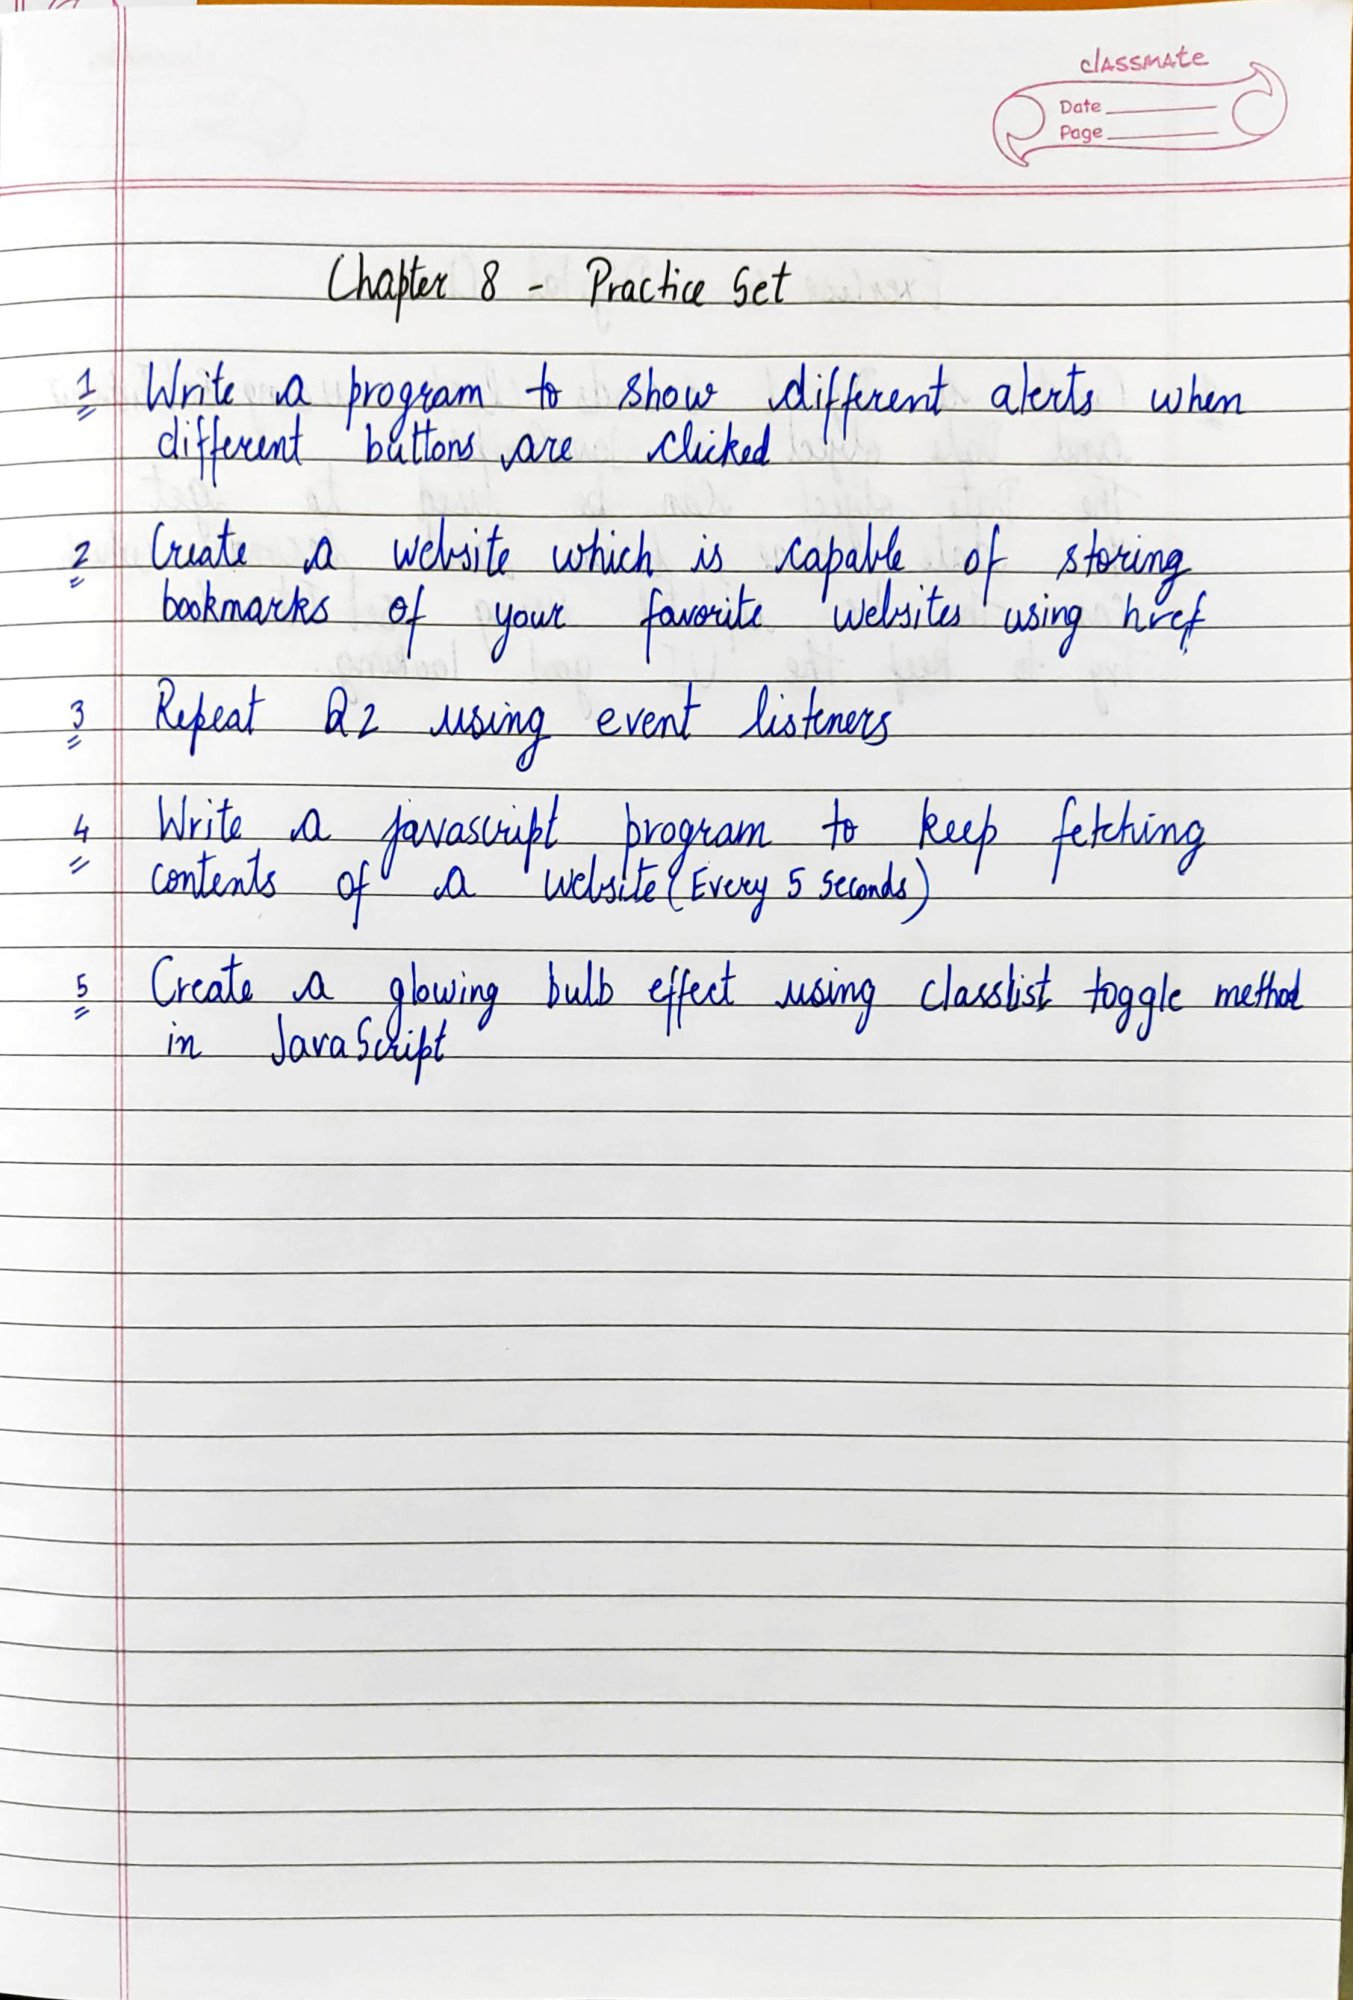 classmate
Date
Page
Chapter 8 - Practice Set
1 Write a program to show different alerts when
different buttons are clicked
2 Create a website which is capable of storing
bookmarks of your favorite websites using href
3 Repeat Q2 using event listeners
4 Write a javascript program to keep fetching
contents of a website (Every 5 seconds)
5 Create a glowing bulb effect using classlist toggle method
in JavaScript